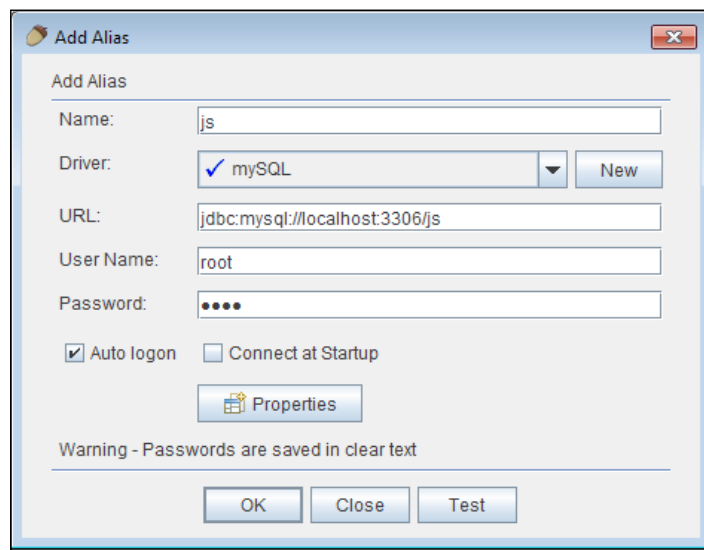 Add Alias
Add Alias
Name: js
Driver: mySQL New
URL: jdbc:mysql://localhost:3306/js
User Name: root
Password: ••••
Auto logon Connect at Startup
Properties
Warning - Passwords are saved in clear text
OK Close Test